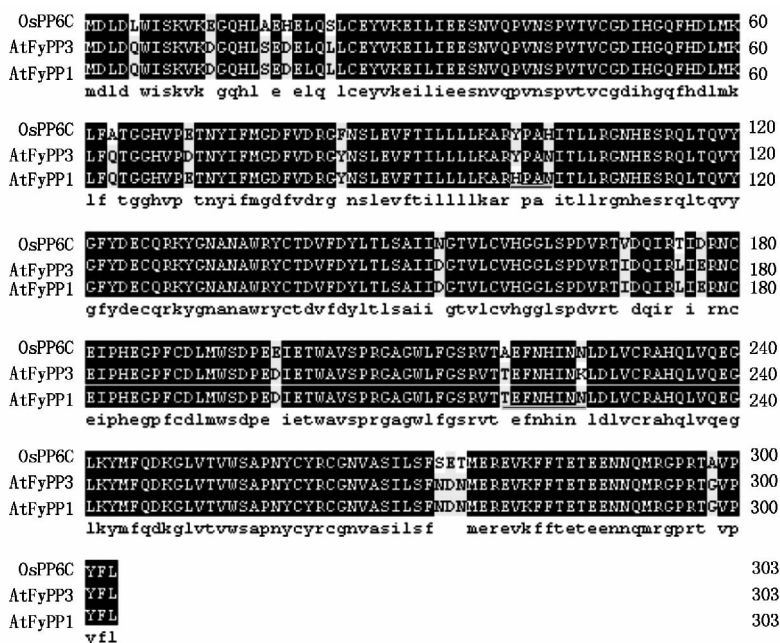 OsPP6C MDLDLWISKVKEGQHLAEHELQSLCEYVKEILIEESNVQPVNSPVTVCGDIHGQFHDLMK 60
AtFyPP3 MDLDQWISKVKDGQHLSEDELQLLCEYVKEILIEESNVQPVNSPVTVCGDIHGQFHDLMK 60
AtFyPP1 MDLDQWISKVKDGQHLSEDELQLLCEYVKEILIEESNVQPVNSPVTVCGDIHGQFHDLMK 60
mdld wiskvk gqhl e elq lceyvkeilieesnvqpvnspvtvcgdihgqfhdlmk
OsPP6C LFATGGHVPETNYIFMGDFVDRGFNSLEVFTILLLLKARYPAHITLLRGNHESRQLTQVY 120
AtFyPP3 LFQTGGHVPDTNYIFMGDFVDRGYNSLEVFTILLLLKARYPANITLLRGNHESRQLTQVY 120
AtFyPP1 LFQTGGHVPETNYIFMGDFVDRGYNSLEVFTILLLLKARHPANITLLRGNHESRQLTQVY 120
lf tgghvp tnyifmgdfvdrg nslevftillllkar pa itllrgnhesrqltqvy
OsPP6C GFYDECQRKYGNANAWRYCTDVFDYLTLSAIINGTVLCVHGGLSPDVRTVDQIRTIDRNC 180
AtFyPP3 GFYDECQRKYGNANAWRYCTDVFDYLTLSAIIDGTVLCVHGGLSPDVRTIDQIRLIERNC 180
AtFyPP1 GFYDECQRKYGNANAWRYCTDVFDYLTLSAIIDGTVLCVHGGLSPDVRTIDQIRLIERNC 180
gfydecqrkygnanawryctdvfdyltlsaii gtvlcvhgglspdvrt dqir i rnc
OsPP6C EIPHEGPFCDLMWSDPEEIETWAVSPRGAGWLFGSRVTAEFNHINNLDLVCRAHQLVQEG 240
AtFyPP3 EIPHEGPFCDLMWSDPEDIETWAVSPRGAGWLFGSRVTTEFNHINKLDLVCRAHQLVQEG 240
AtFyPP1 EIPHEGPFCDLMWSDPEDIETWAVSPRGAGWLFGSRVTTEFNHINNLDLVCRAHQLVQEG 240
eiphegpfcdlmwsdpe ietwavsprgagwlfgsrvt efnhin ldlvcrahqlvqeg
OsPP6C LKYMFQDKGLVTVWSAPNYCYRCGNVASILSFSETMEREVKFFTETEENNQMRGPRTAVP 300
AtFyPP3 LKYMFQDKGLVTVWSAPNYCYRCGNVASILSFNDNMEREVKFFTETEENNQMRGPRTGVP 300
AtFyPP1 LKYMFQDKGLVTVWSAPNYCYRCGNVASILSFNDNMEREVKFFTETEENNQMRGPRTGVP 300
lkymfqdkglvtvwsapnycyrcgnvasilsf merevkffteteennqmrgprt vp
OsPP6C YFL 303
AtFyPP3 YFL 303
AtFyPP1 YFL 303
yfl